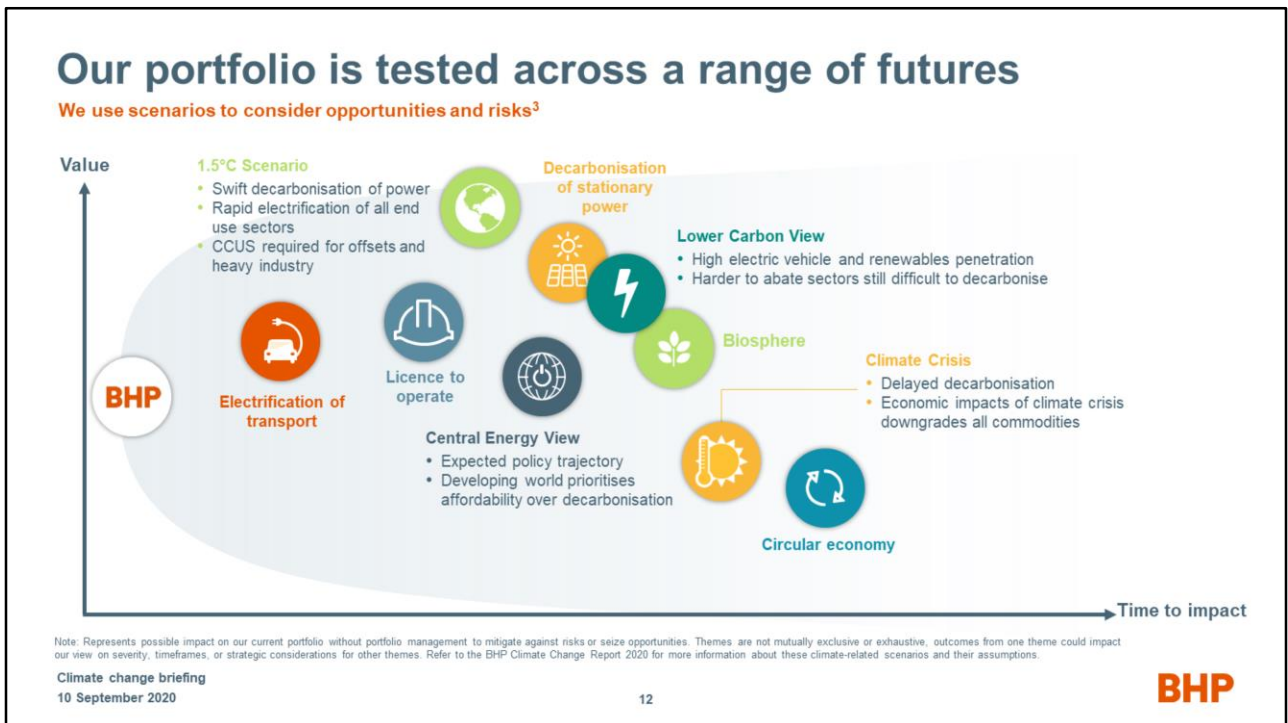 Our portfolio is tested across a range of futures
We use scenarios to consider opportunities and risks3
Value
1.5°C Scenario
• Swift decarbonisation of power
• Rapid electrification of all end
use sectors
• CCUS required for offsets and
heavy industry
Decarbonisation
of stationary
power
Lower Carbon View
• High electric vehicle and renewables penetration
• Harder to abate sectors still difficult to decarbonise
BHP
Electrification of
transport
Licence to
operate
Biosphere
Central Energy View
• Expected policy trajectory
• Developing world prioritises
affordability over decarbonisation
Climate Crisis
• Delayed decarbonisation
• Economic impacts of climate crisis
downgrades all commodities
Circular economy
Time to impact
Note: Represents possible impact on our current portfolio without portfolio management to mitigate against risks or seize opportunities. Themes are not mutually exclusive or exhaustive, outcomes from one theme could impact
our view on severity, timeframes, or strategic considerations for other themes. Refer to the BHP Climate Change Report 2020 for more information about these climate-related scenarios and their assumptions.
Climate change briefing
10 September 2020
12
BHP